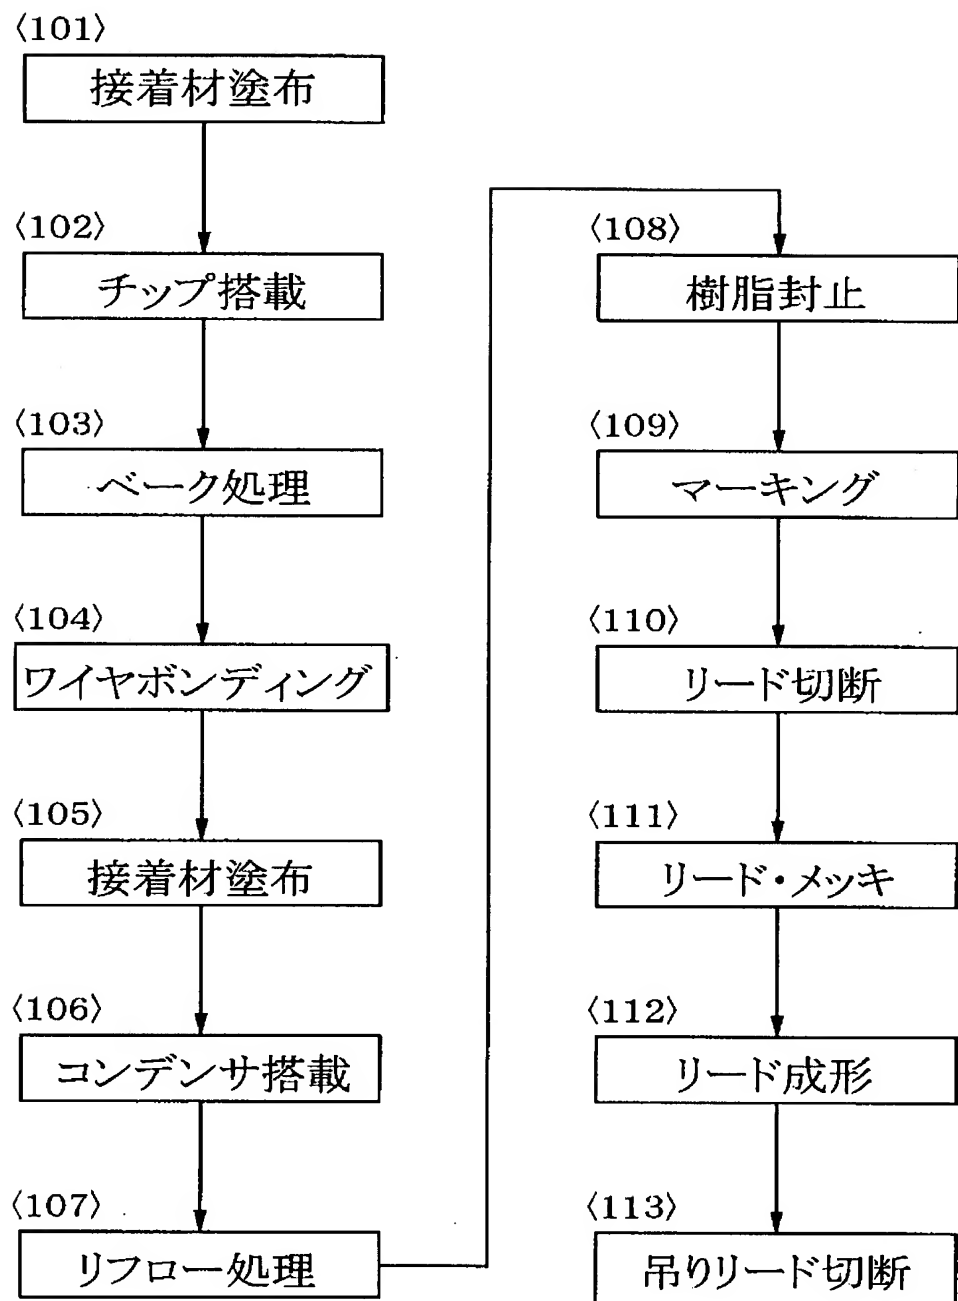 〈101〉
接着材塗布
〈102〉
チップ搭載
〈103〉
ベーク処理
〈104〉
ワイヤボンディング
〈105〉
接着材塗布
〈106〉
コンデンサ搭載
〈107〉
リフロー処理
〈108〉
樹脂封止
〈109〉
マーキング
〈110〉
リード切断
〈111〉
リード・メッキ
〈112〉
リード成形
〈113〉
吊りリード切断